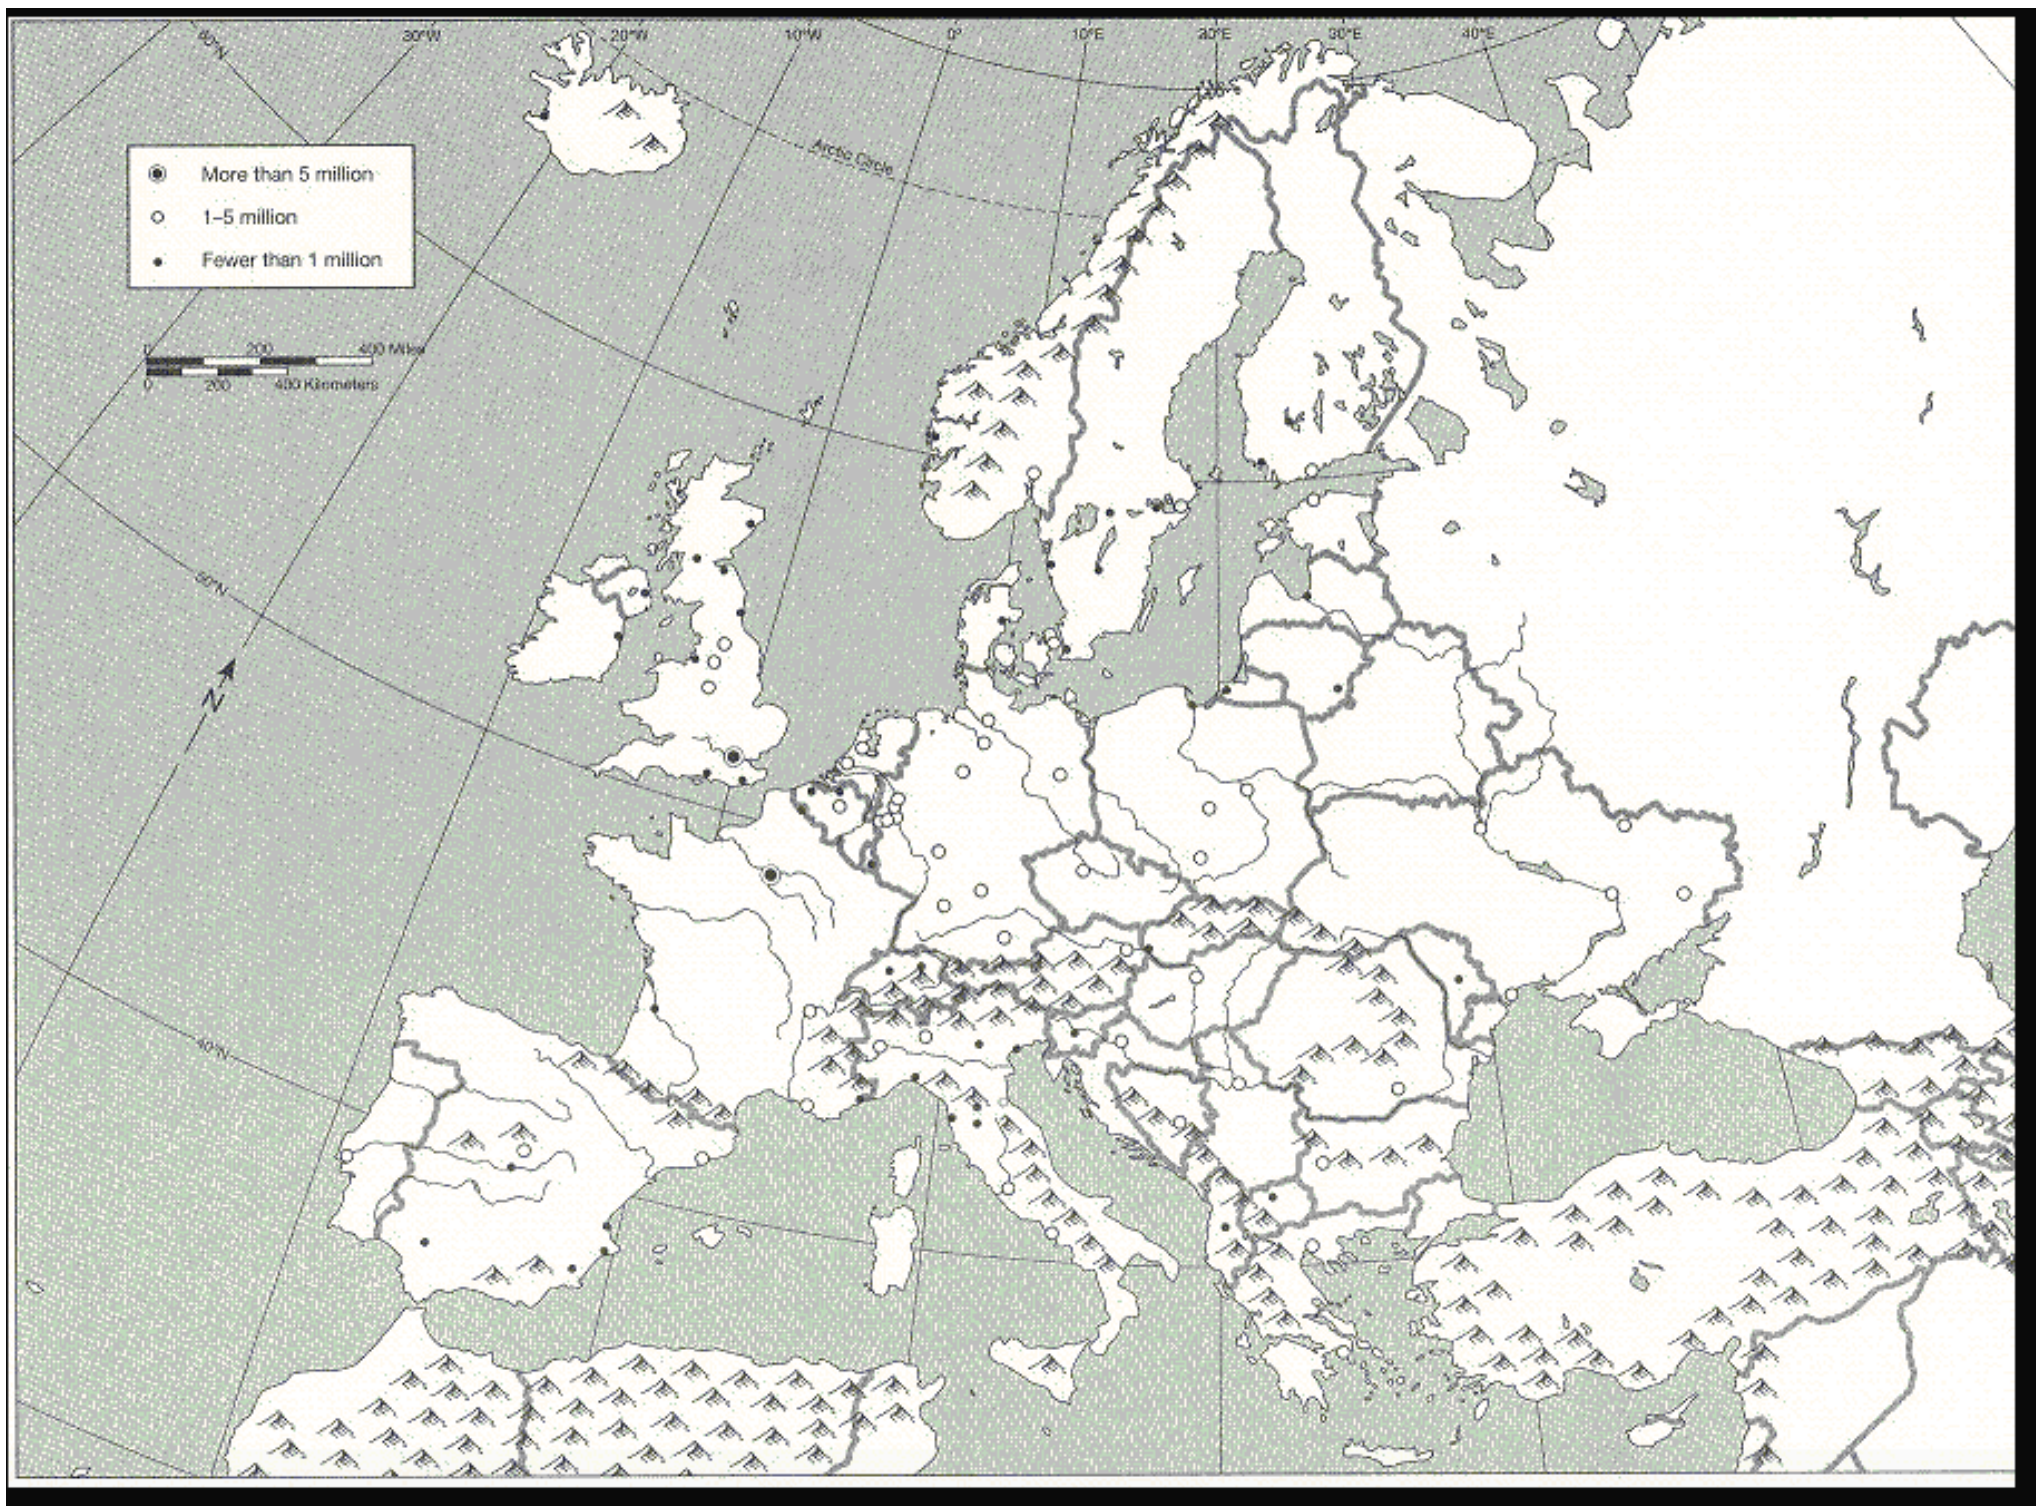 60°N
30°W
20°W
10°W
0°
10°E
20°E
30°E
40°E
Arctic Circle
More than 5 million
1–5 million
Fewer than 1 million
0 200 400 Miles
0 200 400 Kilometers
50°N
N
40°N